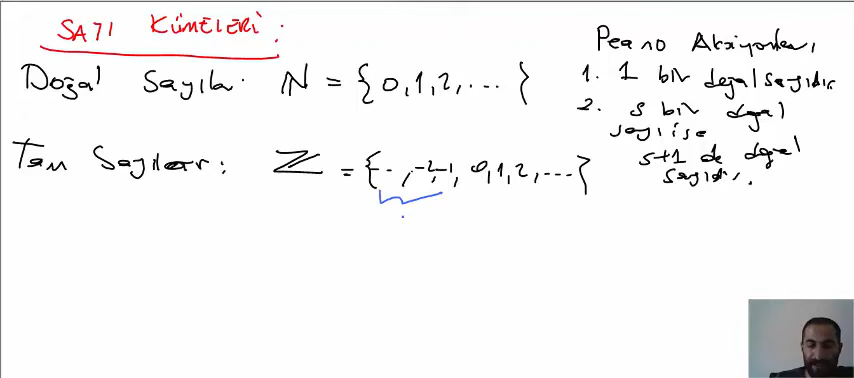 SAYI KÜMELERİ:
Doğal Sayılar. N = {0,1,2,...}
Tam Sayılar: Z = {--,-2,-1, 0,1,2,...}
Peano Aksiyomları
1. 1 bir doğal sayıdır
2. s bir doğal
sayı ise
s+1 de doğal
sayıdır.